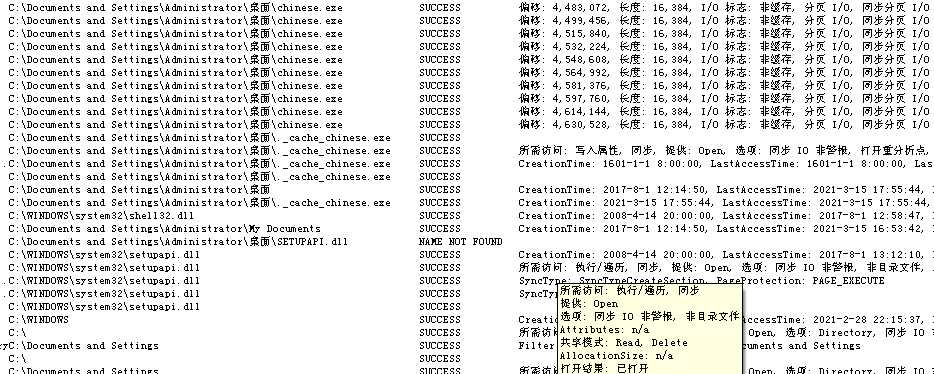 C:\Documents and Settings\Administrator\桌面\chinese.exe SUCCESS 偏移: 4,483,072, 长度: 16,384, I/O 标志: 非缓存, 分页 I/O, 同步分页 I/O
C:\Documents and Settings\Administrator\桌面\chinese.exe SUCCESS 偏移: 4,499,456, 长度: 16,384, I/O 标志: 非缓存, 分页 I/O, 同步分页 I/O
C:\Documents and Settings\Administrator\桌面\chinese.exe SUCCESS 偏移: 4,515,840, 长度: 16,384, I/O 标志: 非缓存, 分页 I/O, 同步分页 I/O
C:\Documents and Settings\Administrator\桌面\chinese.exe SUCCESS 偏移: 4,532,224, 长度: 16,384, I/O 标志: 非缓存, 分页 I/O, 同步分页 I/O
C:\Documents and Settings\Administrator\桌面\chinese.exe SUCCESS 偏移: 4,548,608, 长度: 16,384, I/O 标志: 非缓存, 分页 I/O, 同步分页 I/O
C:\Documents and Settings\Administrator\桌面\chinese.exe SUCCESS 偏移: 4,564,992, 长度: 16,384, I/O 标志: 非缓存, 分页 I/O, 同步分页 I/O
C:\Documents and Settings\Administrator\桌面\chinese.exe SUCCESS 偏移: 4,581,376, 长度: 16,384, I/O 标志: 非缓存, 分页 I/O, 同步分页 I/O
C:\Documents and Settings\Administrator\桌面\chinese.exe SUCCESS 偏移: 4,597,760, 长度: 16,384, I/O 标志: 非缓存, 分页 I/O, 同步分页 I/O
C:\Documents and Settings\Administrator\桌面\chinese.exe SUCCESS 偏移: 4,614,144, 长度: 16,384, I/O 标志: 非缓存, 分页 I/O, 同步分页 I/O
C:\Documents and Settings\Administrator\桌面\chinese.exe SUCCESS 偏移: 4,630,528, 长度: 16,384, I/O 标志: 非缓存, 分页 I/O, 同步分页 I/O
C:\Documents and Settings\Administrator\桌面\._cache_chinese.exe SUCCESS
C:\Documents and Settings\Administrator\桌面\._cache_chinese.exe SUCCESS 所需访问: 写入属性, 同步, 提供: Open, 选项: 同步 IO 非警报, 打开重分析点,
C:\Documents and Settings\Administrator\桌面\._cache_chinese.exe SUCCESS CreationTime: 1601-1-1 8:00:00, LastAccessTime: 1601-1-1 8:00:00, Las
C:\Documents and Settings\Administrator\桌面\._cache_chinese.exe SUCCESS
C:\Documents and Settings\Administrator\桌面 SUCCESS CreationTime: 2017-8-1 12:14:50, LastAccessTime: 2021-3-15 17:55:44,
C:\Documents and Settings\Administrator\桌面\._cache_chinese.exe SUCCESS CreationTime: 2021-3-15 17:55:44, LastAccessTime: 2021-3-15 17:55:44,
C:\WINDOWS\system32\shell32.dll SUCCESS CreationTime: 2008-4-14 20:00:00, LastAccessTime: 2017-8-1 12:58:47,
C:\Documents and Settings\Administrator\My Documents SUCCESS CreationTime: 2017-8-1 12:14:50, LastAccessTime: 2021-3-15 16:53:42,
C:\Documents and Settings\Administrator\桌面\SETUPAPI.dll NAME NOT FOUND
C:\WINDOWS\system32\setupapi.dll SUCCESS CreationTime: 2008-4-14 20:00:00, LastAccessTime: 2017-8-1 13:12:10,
C:\WINDOWS\system32\setupapi.dll SUCCESS 所需访问: 执行/遍历, 同步, 提供: Open, 选项: 同步 IO 非警报, 非目录文件,
C:\WINDOWS\system32\setupapi.dll SUCCESS SyncType: SyncTypeCreateSection, PageProtection: PAGE_EXECUTE
C:\WINDOWS\system32\setupapi.dll SUCCESS SyncTy
C:\WINDOWS\system32\setupapi.dll SUCCESS
C:\WINDOWS SUCCESS Creatio 2021-2-28 22:15:37,
C:\ SUCCESS 所需访 Open, 选项: Directory, 同步 IO
C:\Documents and Settings SUCCESS Filter cuments and Settings
C:\ SUCCESS
C:\Documents and Settings SUCCESS 所需访 Open, 选项: Directory, 同步 IO
所需访问: 执行/遍历, 同步
提供: Open
选项: 同步 IO 非警报, 非目录文件
Attributes: n/a
共享模式: Read, Delete
AllocationSize: n/a
打开结果: 已打开